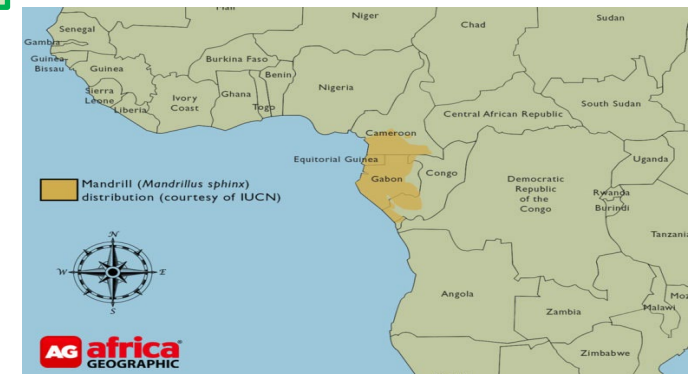 Mali
Niger
Chad
Sudan
Senegal
Gambia
Guinea-
Bissau
Guinea
Burkina Faso
Benin
Nigeria
Sierra
Leone
Liberia
Ivory
Coast
Ghana
Togo
Central African Republic
South Sudan
Cameroon
Equitorial Guinea
Gabon
Congo
Democratic
Republic
of the
Congo
Uganda
Rwanda
Burindi
Tanzania
Mandrill (Mandrillus sphinx)
distribution (courtesy of IUCN)
N
W
E
S
Angola
Zambia
Malawi
Zimbabwe
AG africa
GEOGRAPHIC